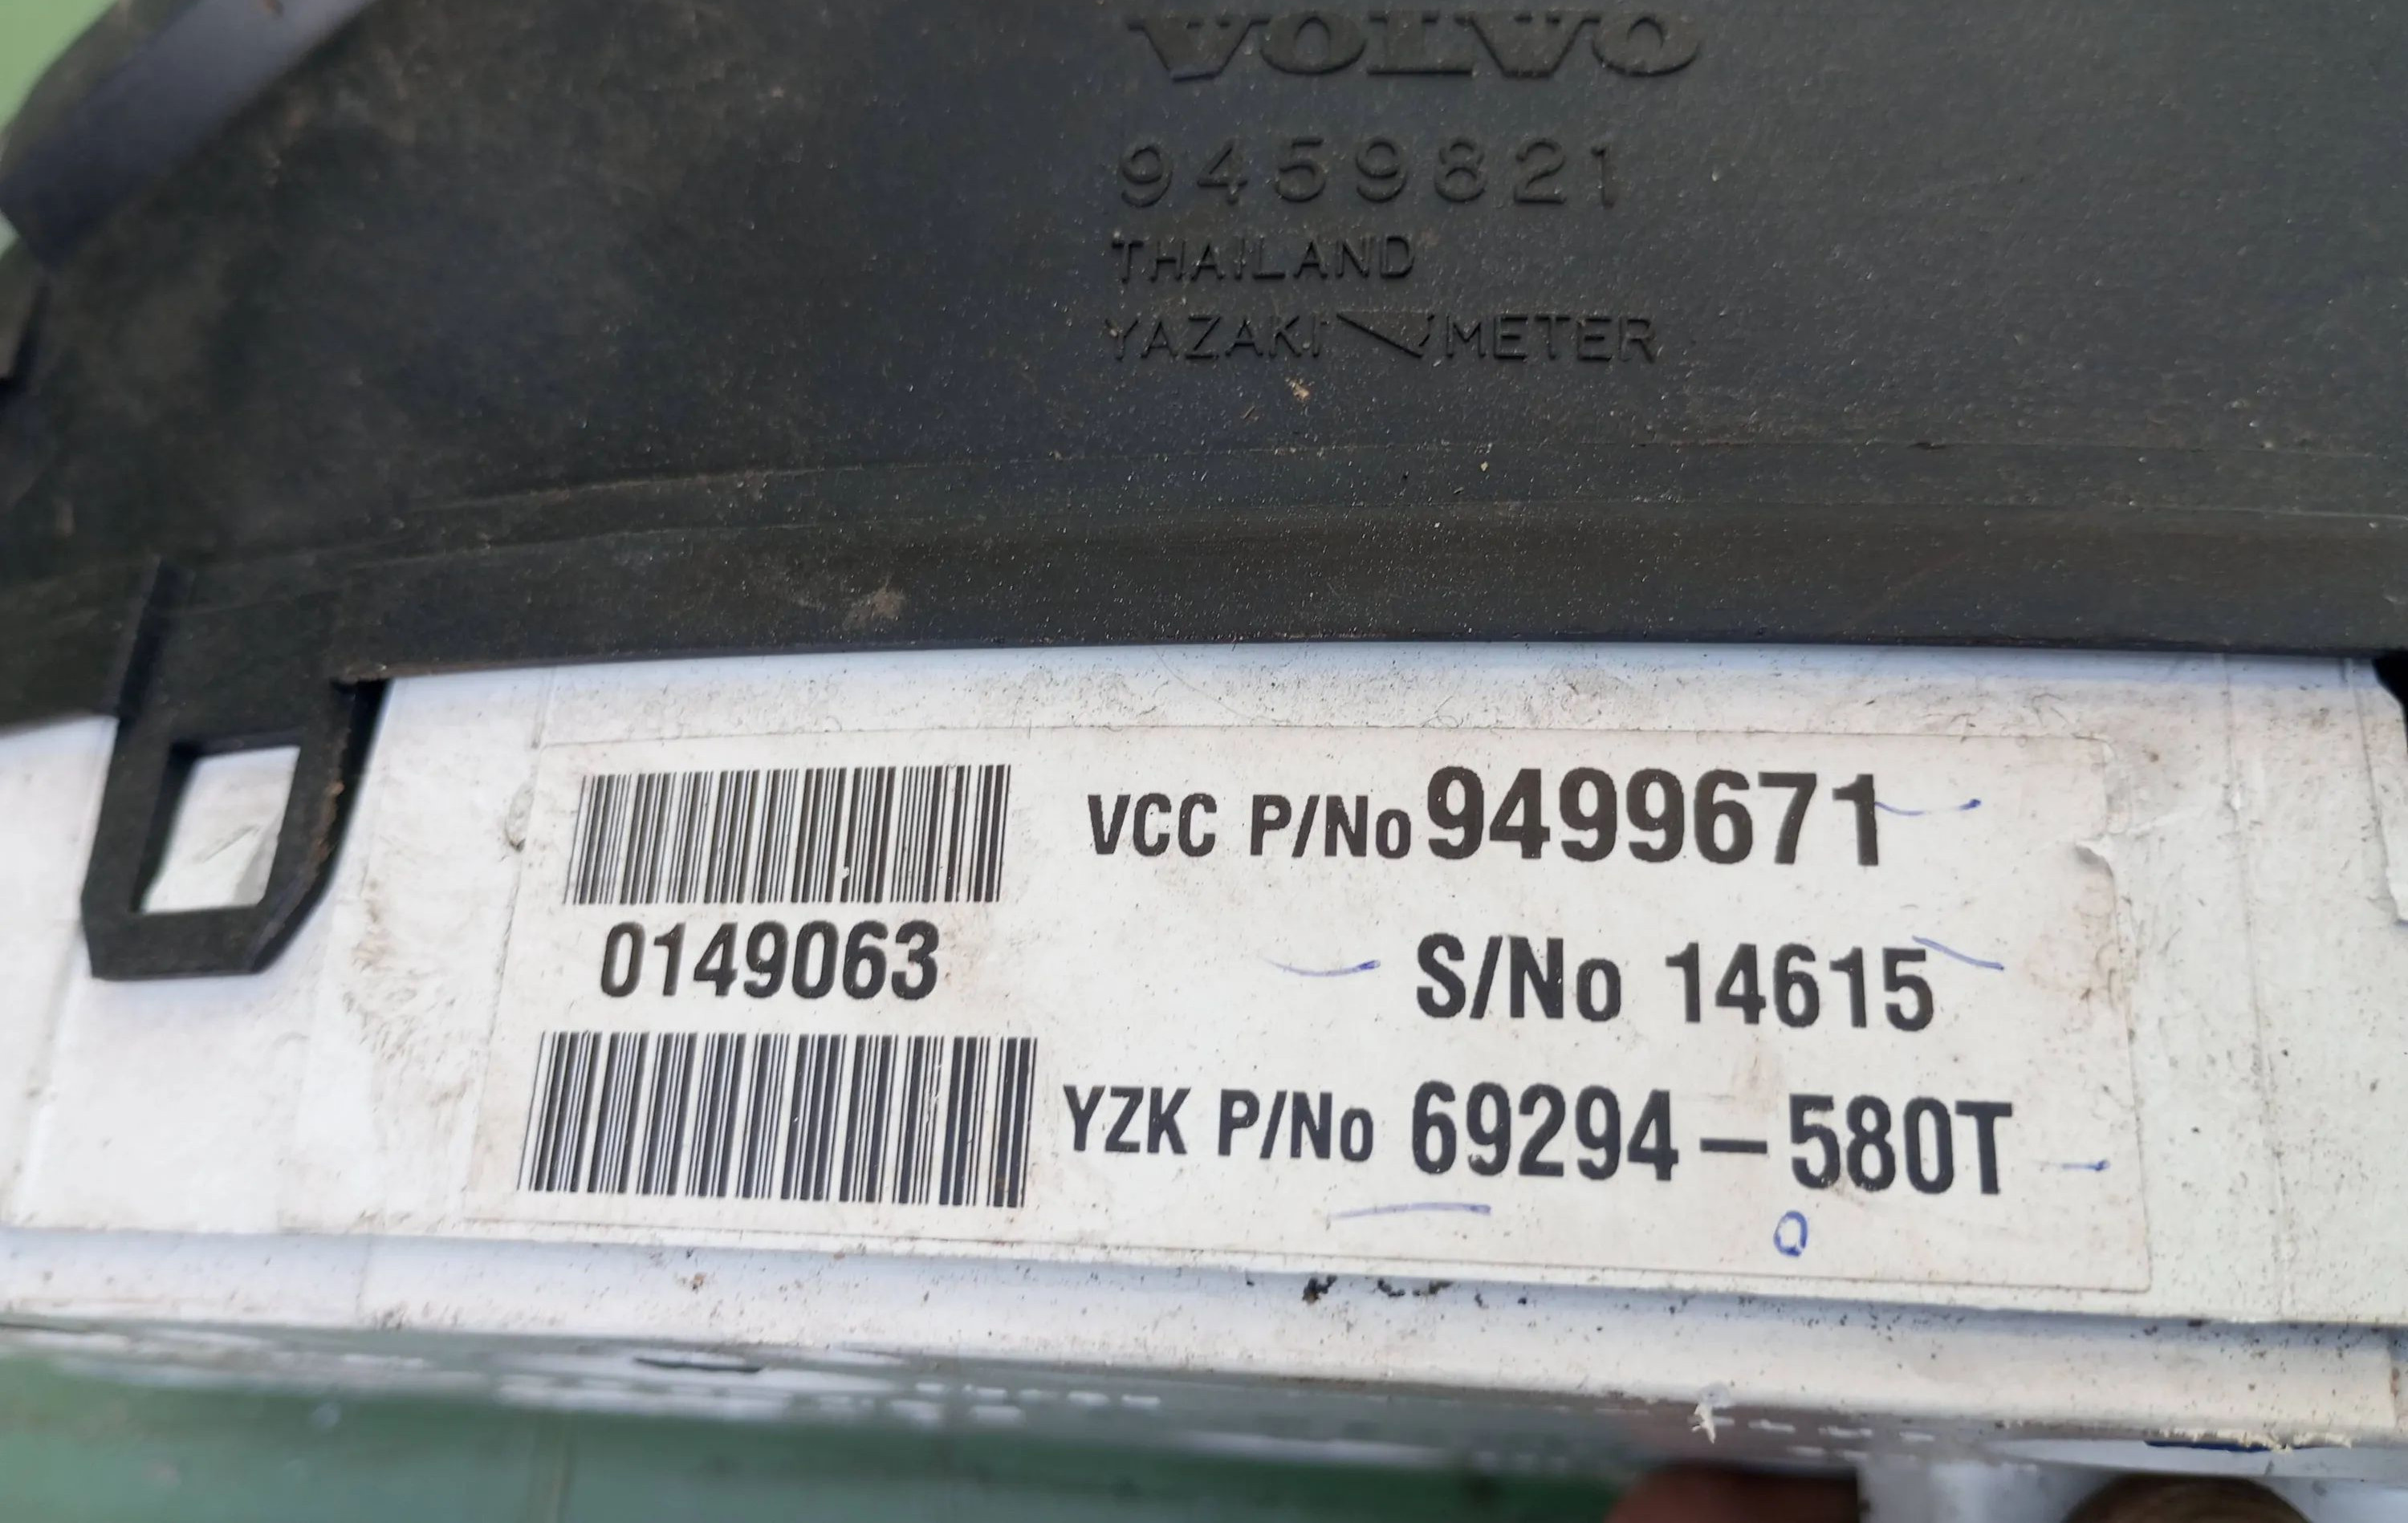 VOLVO
9459821
THAILAND
YAZAKI METER
VCC P/No 9499671
0149063
S/No 14615
YZK P/No 69294-580T